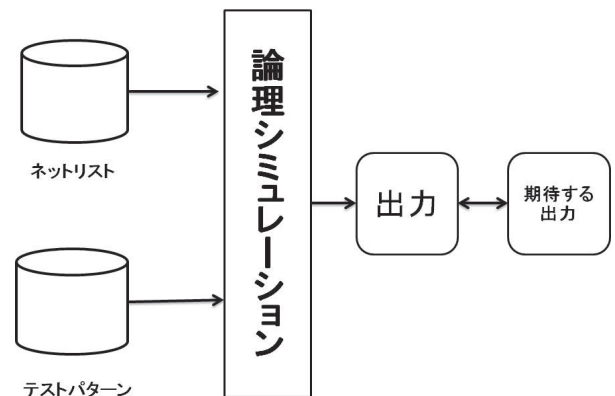 ネットリスト
テストパターン
論理シミュレーション
出力
期待する
出力